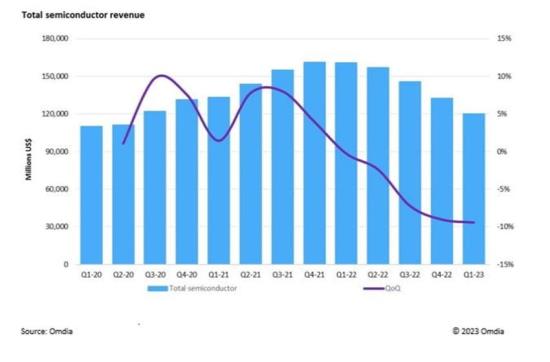 Total semiconductor revenue
180,000
150,000
120,000
90,000
60,000
30,000
0
Millions US$
15%
10%
5%
0%
-5%
-10%
-15%
Q1-20 Q2-20 Q3-20 Q4-20 Q1-21 Q2-21 Q3-21 Q4-21 Q1-22 Q2-22 Q3-22 Q4-22 Q1-23
Total semiconductor QoQ
Source: Omdia © 2023 Omdia